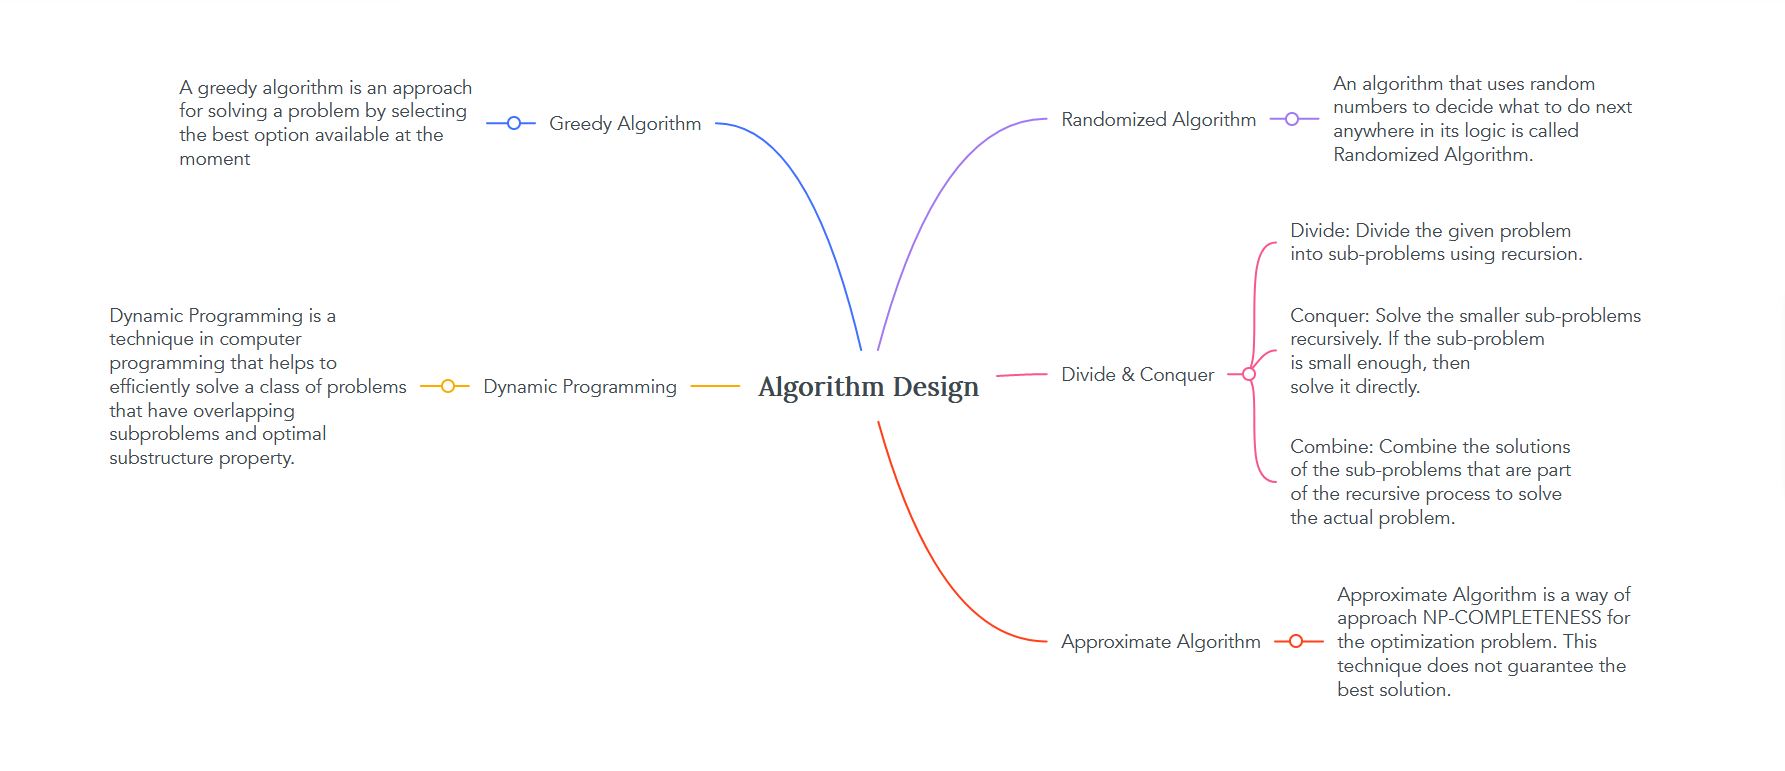 A greedy algorithm is an approach
for solving a problem by selecting
the best option available at the
moment
Greedy Algorithm
Dynamic Programming is a
technique in computer
programming that helps to
efficiently solve a class of problems
that have overlapping
subproblems and optimal
substructure property.
Dynamic Programming
Algorithm Design
Randomized Algorithm
An algorithm that uses random
numbers to decide what to do next
anywhere in its logic is called
Randomized Algorithm.
Divide & Conquer
Divide: Divide the given problem
into sub-problems using recursion.
Conquer: Solve the smaller sub-problems
recursively. If the sub-problem
is small enough, then
solve it directly.
Combine: Combine the solutions
of the sub-problems that are part
of the recursive process to solve
the actual problem.
Approximate Algorithm
Approximate Algorithm is a way of
approach NP-COMPLETENESS for
the optimization problem. This
technique does not guarantee the
best solution.